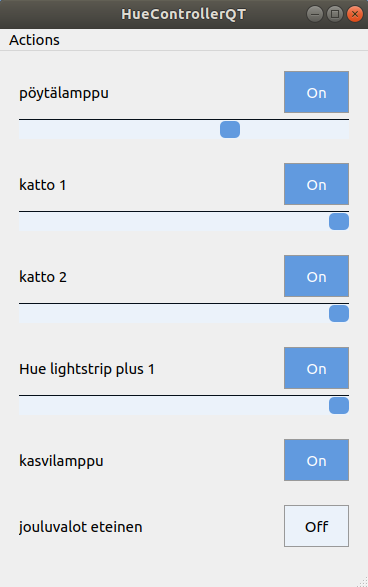 HueControllerQT
Actions
pöytälamppu On
katto 1 On
katto 2 On
Hue lightstrip plus 1 On
kasvilamppu On
jouluvalot eteinen Off